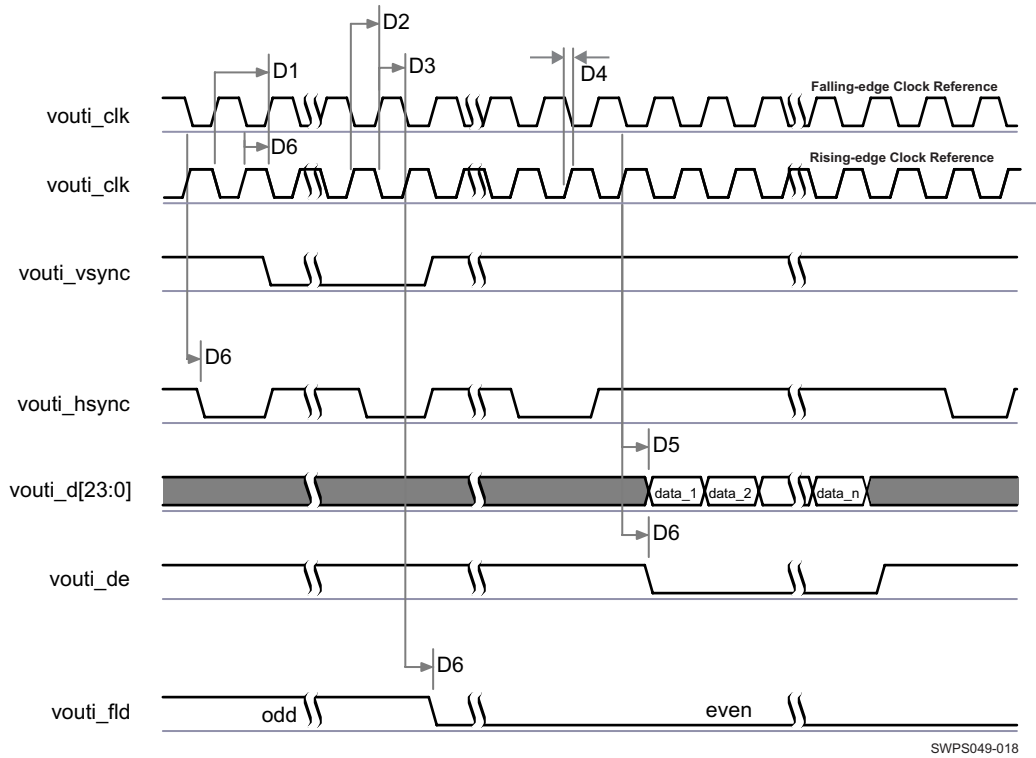 D2
D1
D3
D4
Falling-edge Clock Reference
vouti_clk
D6
Rising-edge Clock Reference
vouti_clk
vouti_vsync
D6
vouti_hsync
D5
vouti_d[23:0]
data_1 data_2 data_n
D6
vouti_de
D6
vouti_fld
odd
even
SWPS049-018